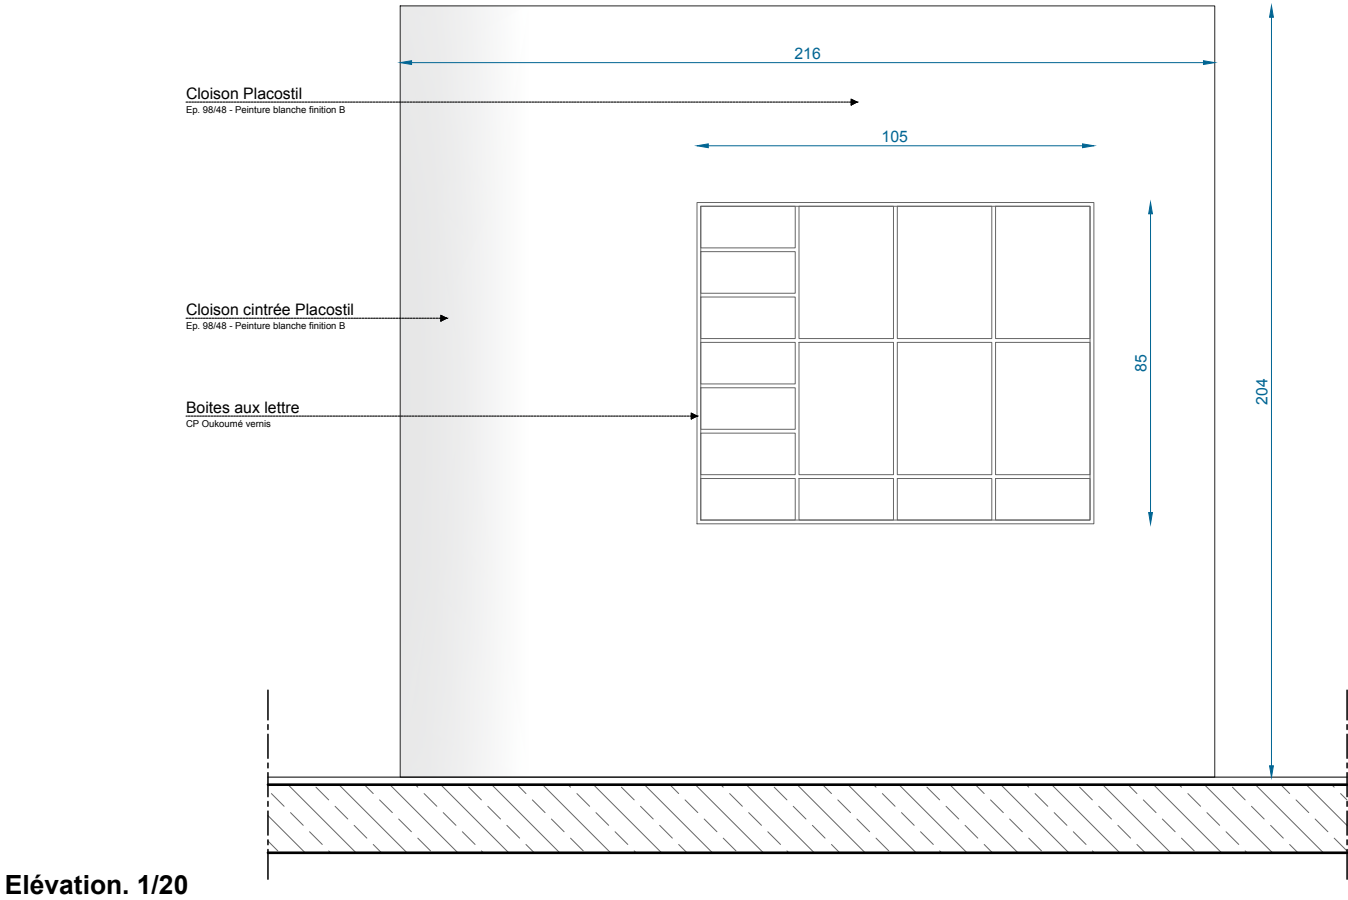 216
Cloison Placostil
Ep. 98/48 - Peinture blanche finition B
105
Cloison cintrée Placostil
Ep. 98/48 - Peinture blanche finition B
85
204
Boites aux lettre
CP Oukoumé vernis
Elévation. 1/20